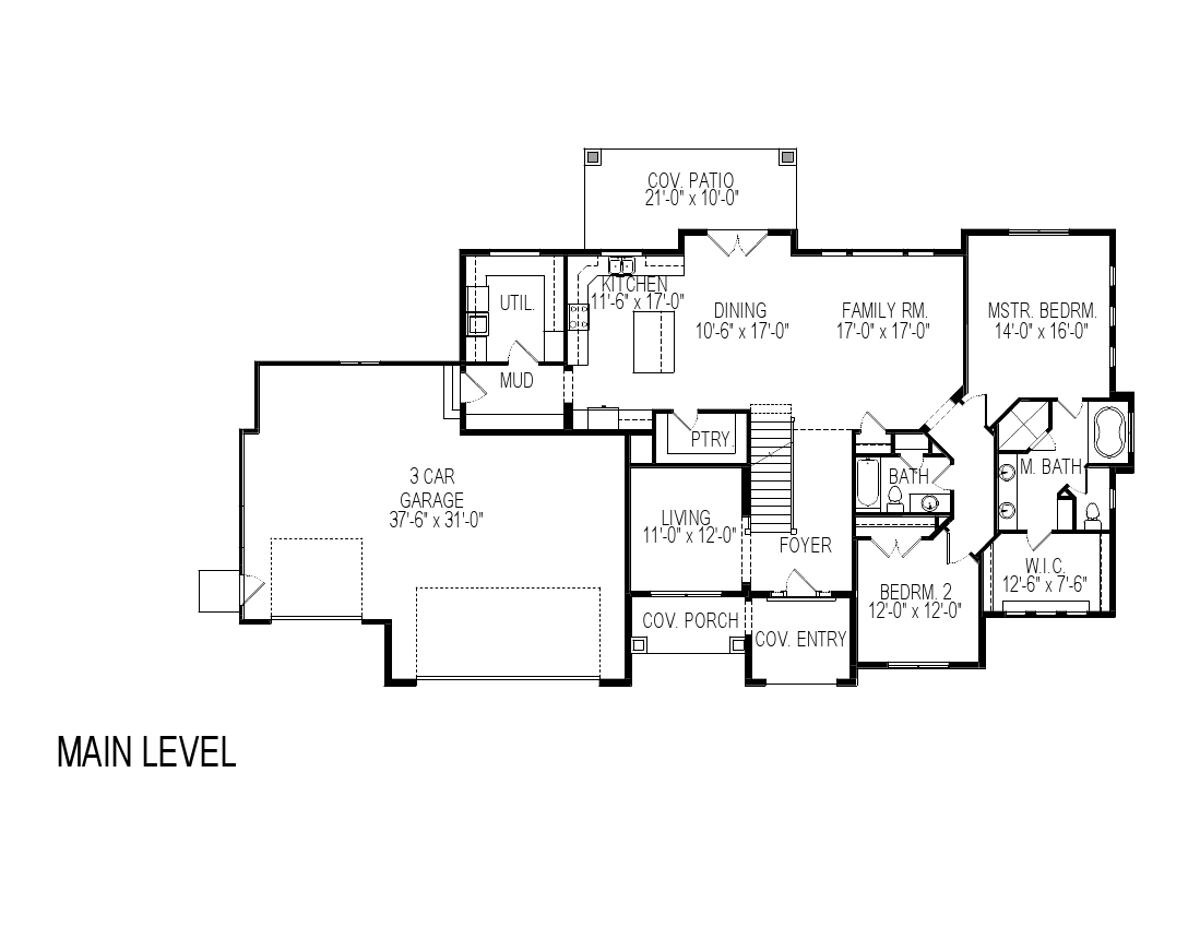 COV. PATIO
21'-0" x 10'-0"
UTIL.
KITCHEN
11'-6" x 17'-0"
DINING
10'-6" x 17'-0"
FAMILY RM.
17'-0" x 17'-0"
MSTR. BEDRM.
14'-0" x 16'-0"
MUD
PTRY.
3 CAR
GARAGE
37'-6" x 31'-0"
BATH
M. BATH
LIVING
11'-0" x 12'-0"
FOYER
W.I.C.
12'-6" x 7'-6"
BEDRM. 2
12'-0" x 12'-0"
COV. PORCH
COV. ENTRY
MAIN LEVEL